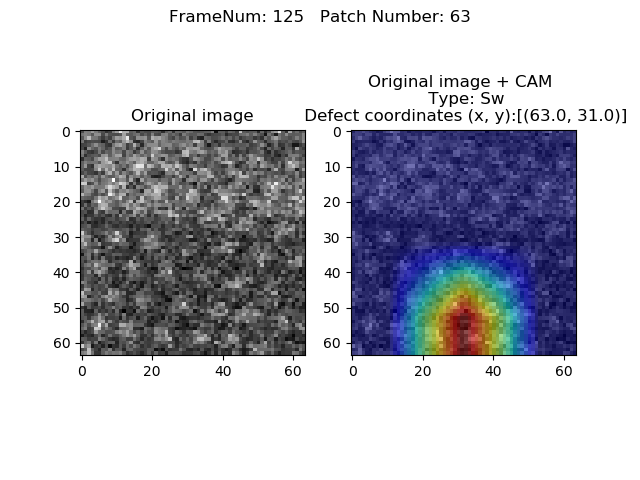 FrameNum: 125   Patch Number: 63
Original image
0
10
20
30
40
50
60
0 20 40 60
Original image + CAM
Type: Sw
Defect coordinates (x, y):[(63.0, 31.0)]
0
10
20
30
40
50
60
0 20 40 60